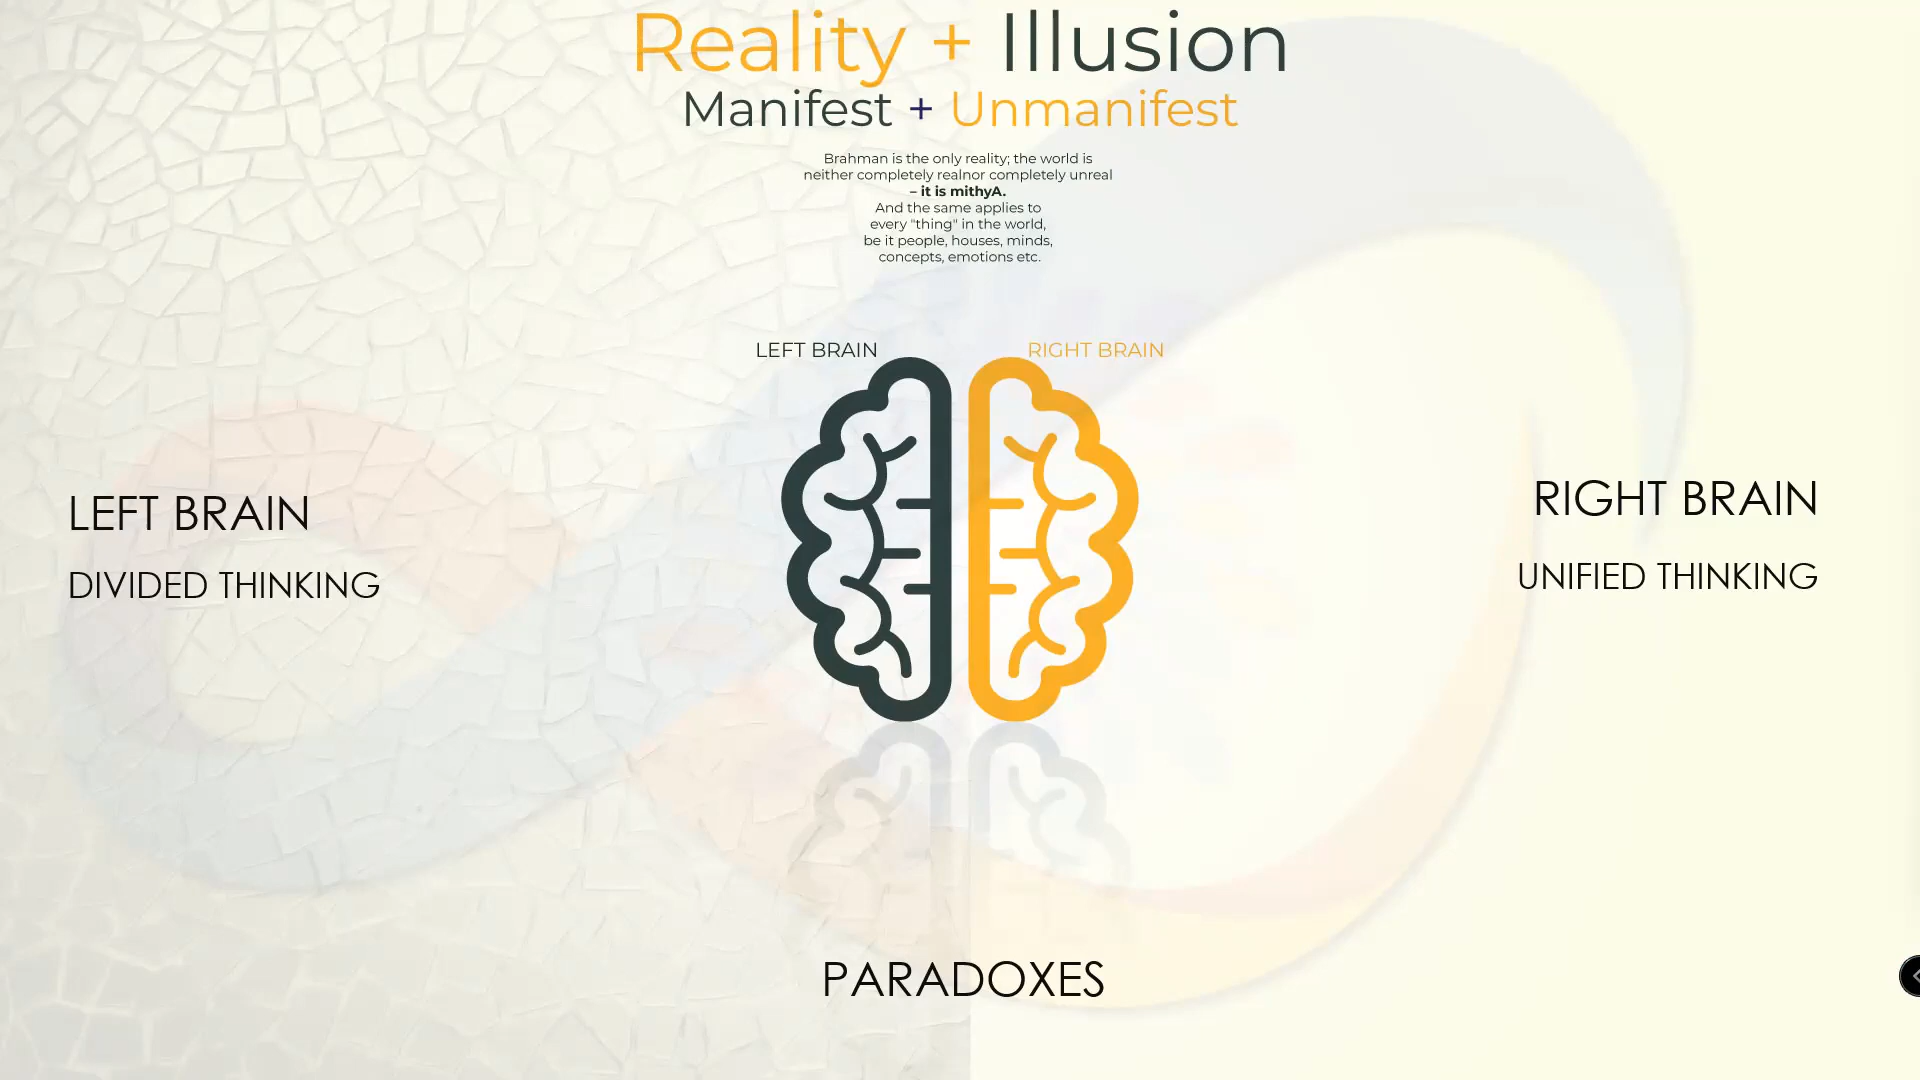 Reality + Illusion
Manifest + Unmanifest
Brahman is the only reality; the world is
neither completely realnor completely unreal
– it is mithyA.
And the same applies to
every "thing" in the world,
be it people, houses, minds,
concepts, emotions etc.
LEFT BRAIN
RIGHT BRAIN
LEFT BRAIN
DIVIDED THINKING
RIGHT BRAIN
UNIFIED THINKING
PARADOXES